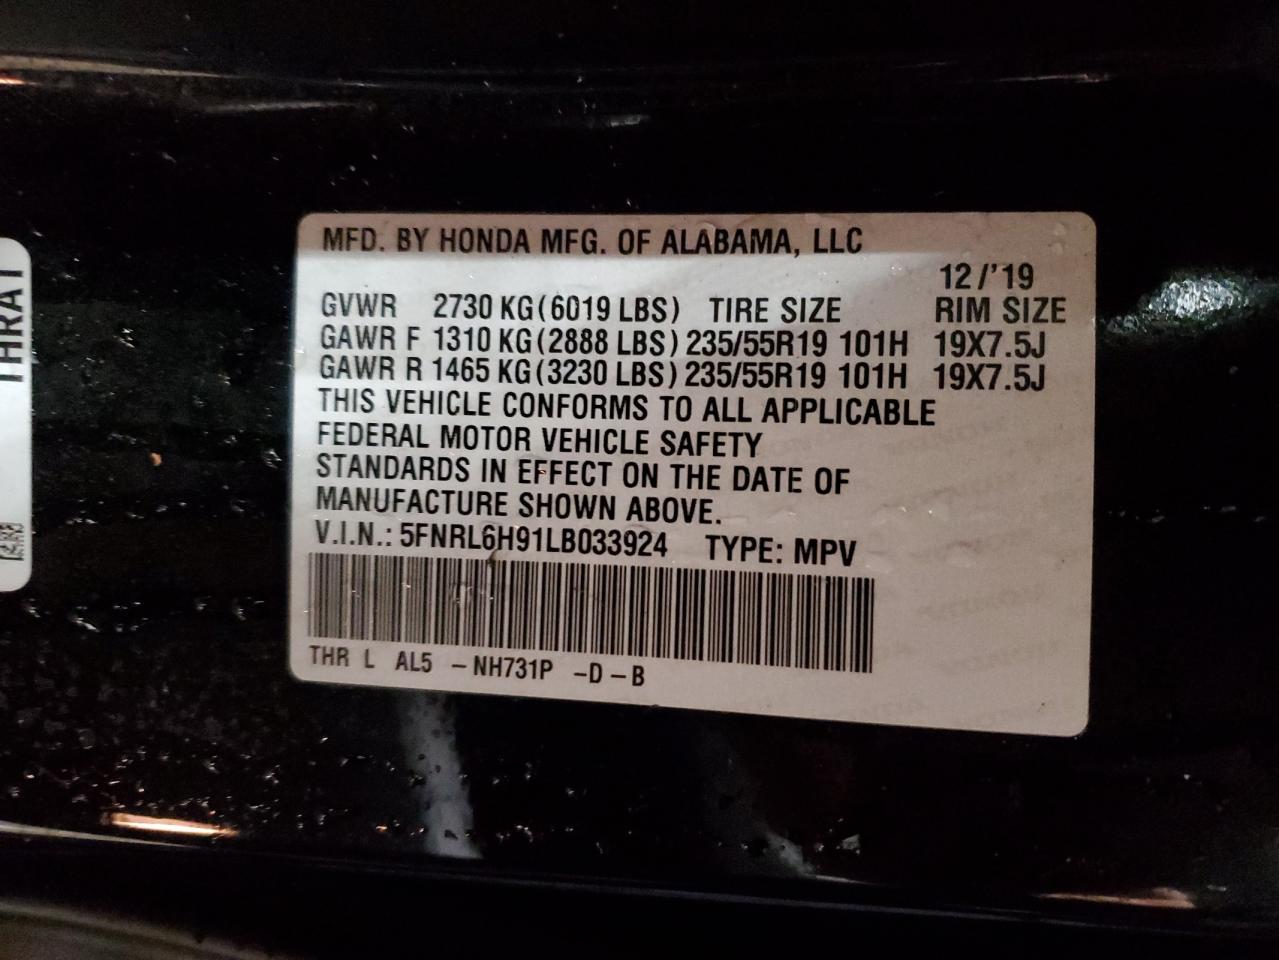 MFD. BY HONDA MFG. OF ALABAMA, LLC
12/'19
GVWR 2730 KG(6019 LBS) TIRE SIZE RIM SIZE
GAWR F 1310 KG(2888 LBS) 235/55R19 101H 19X7.5J
GAWR R 1465 KG(3230 LBS) 235/55R19 101H 19X7.5J
THIS VEHICLE CONFORMS TO ALL APPLICABLE
FEDERAL MOTOR VEHICLE SAFETY
STANDARDS IN EFFECT ON THE DATE OF
MANUFACTURE SHOWN ABOVE.
V.I.N.: 5FNRL6H91LB033924 TYPE: MPV
THR L AL5 -NH731P -D-B
THRA1